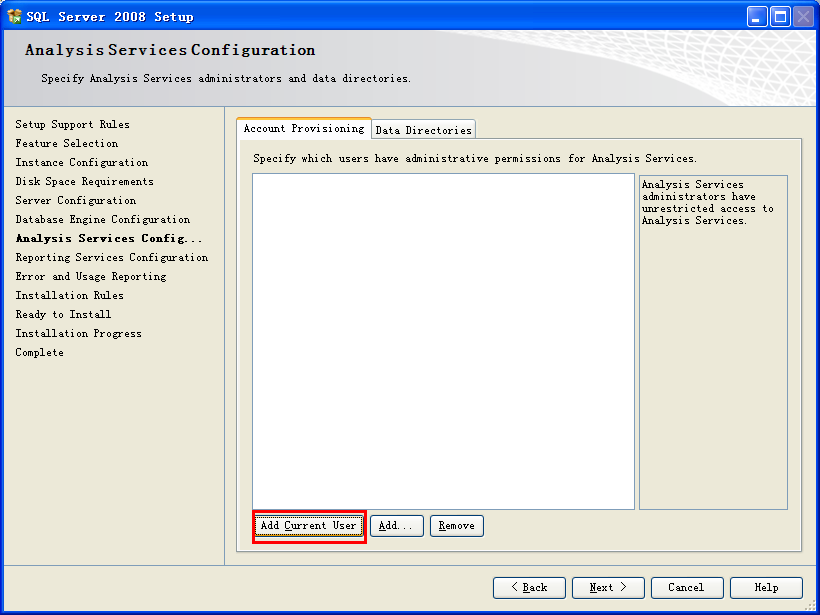 SQL Server 2008 Setup
Analysis Services Configuration
Specify Analysis Services administrators and data directories.
Setup Support Rules
Feature Selection
Instance Configuration
Disk Space Requirements
Server Configuration
Database Engine Configuration
Analysis Services Config...
Reporting Services Configuration
Error and Usage Reporting
Installation Rules
Ready to Install
Installation Progress
Complete
Account Provisioning
Data Directories
Specify which users have administrative permissions for Analysis Services.
Analysis Services
administrators have
unrestricted access to
Analysis Services.
Add Current User
Add...
Remove
< Back
Next >
Cancel
Help